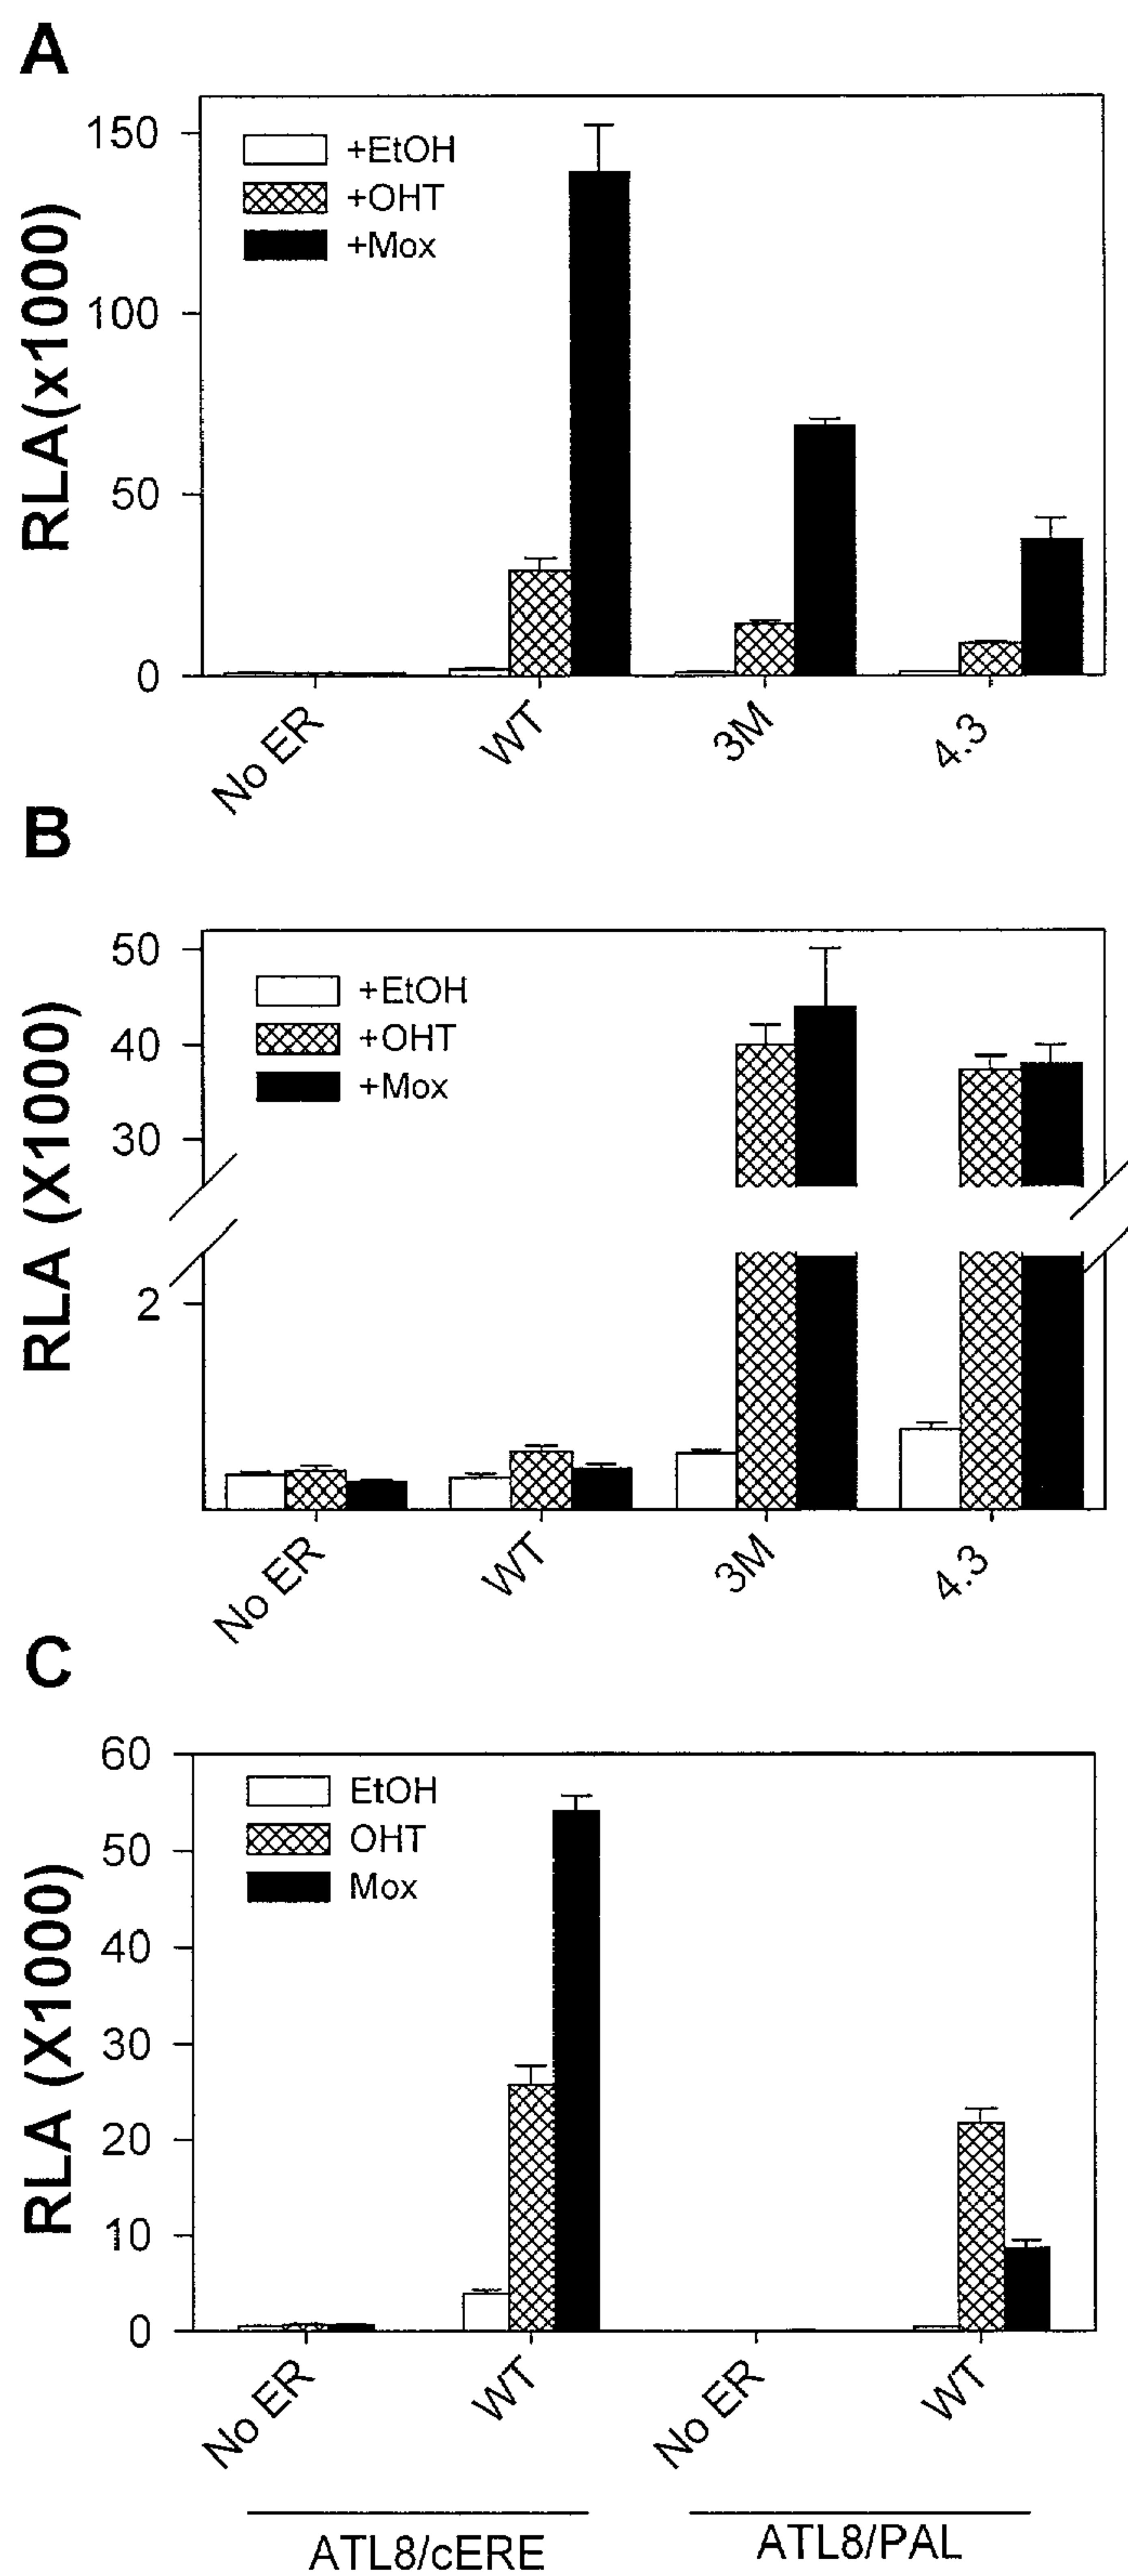 A
RLA(x1000)
150
100
50
0
+EtOH
+OHT
+Mox
No ER
WT
3M
4.3
B
RLA (X1000)
50
40
30
2
+EtOH
+OHT
+Mox
No ER
WT
3M
4.3
C
RLA (X1000)
60
50
40
30
20
10
0
EtOH
OHT
Mox
No ER
WT
No ER
WT
ATL8/cERE
ATL8/PAL